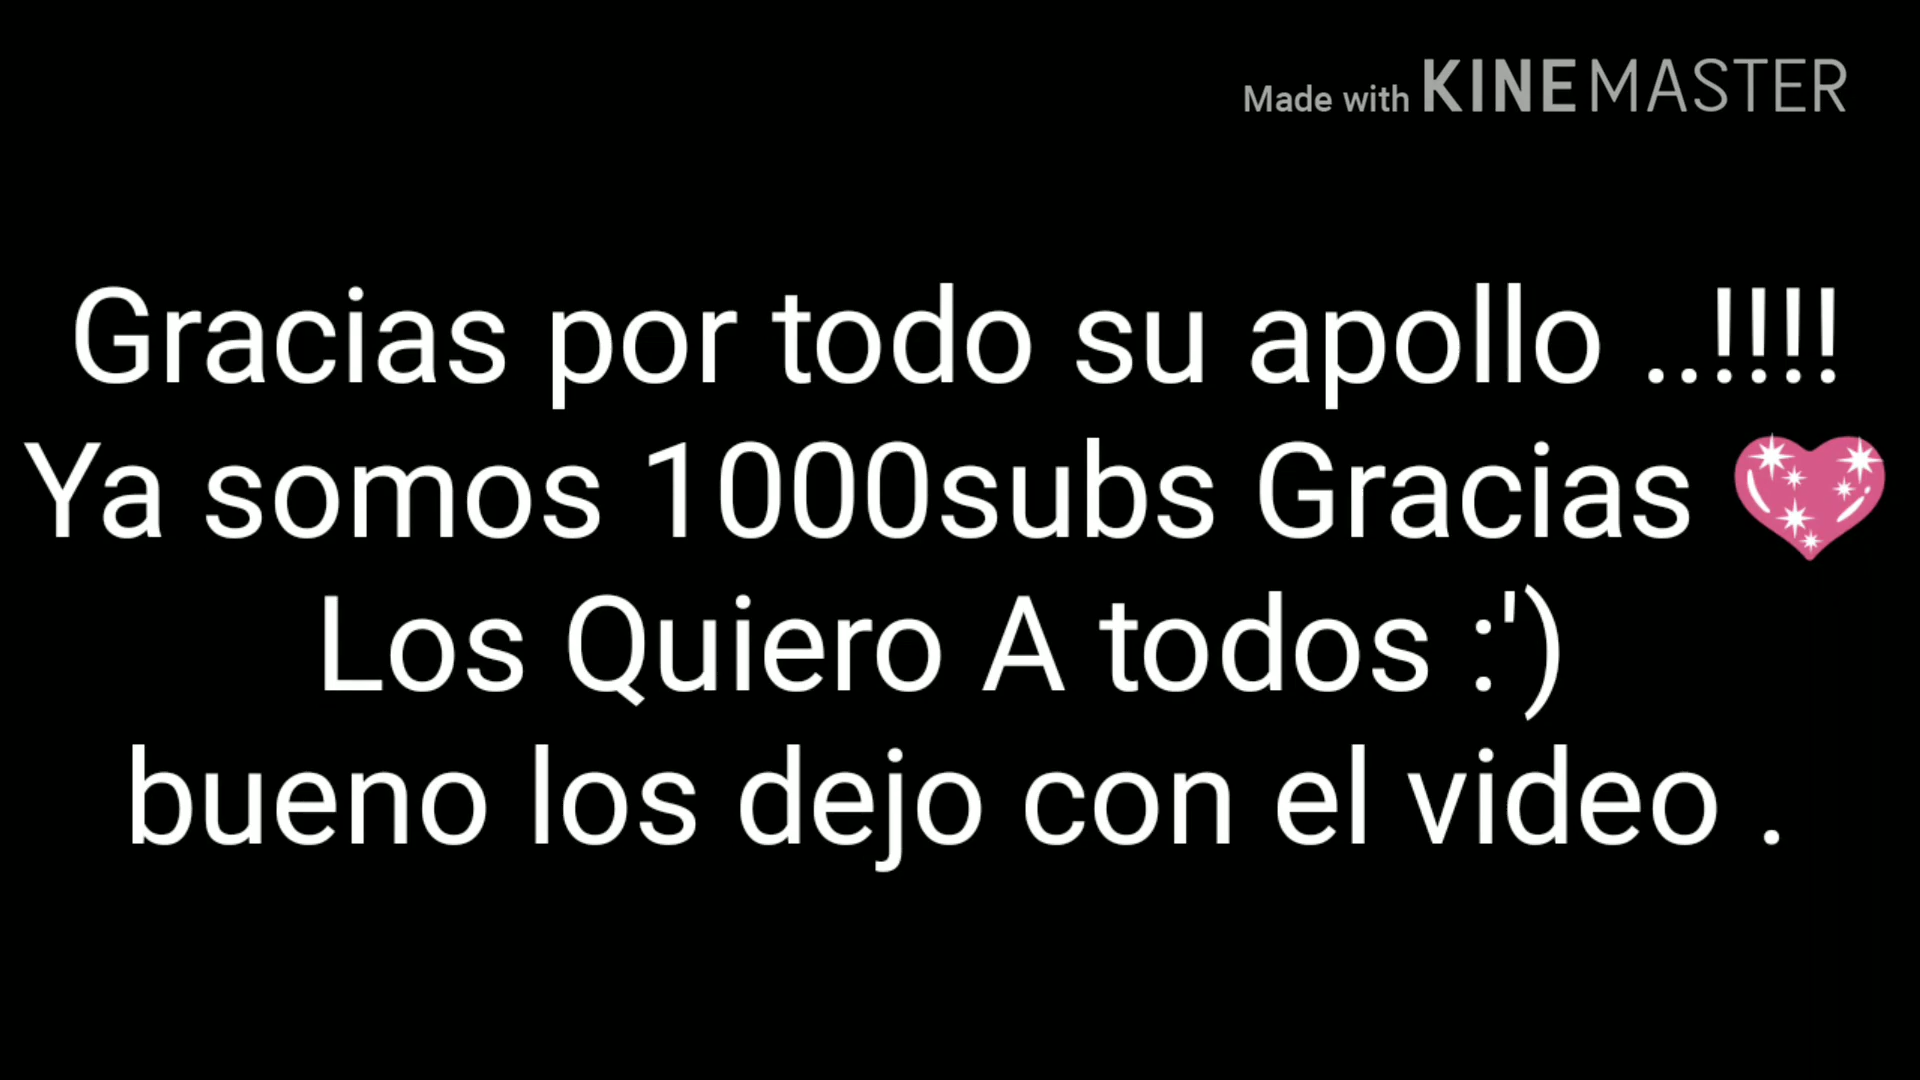 Made with KINEMASTER
Gracias por todo su apollo ..!!!!
Ya somos 1000subs Gracias 💖
Los Quiero A todos :')
bueno los dejo con el video .